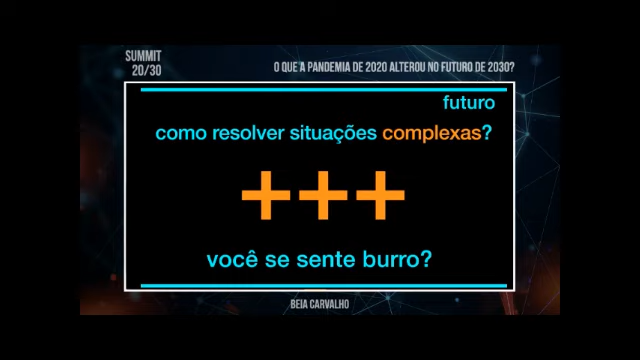 SUMMIT
20/30
O QUE A PANDEMIA DE 2020 ALTEROU NO FUTURO DE 2030?
futuro
como resolver situações complexas?
+++
você se sente burro?
BEIA CARVALHO